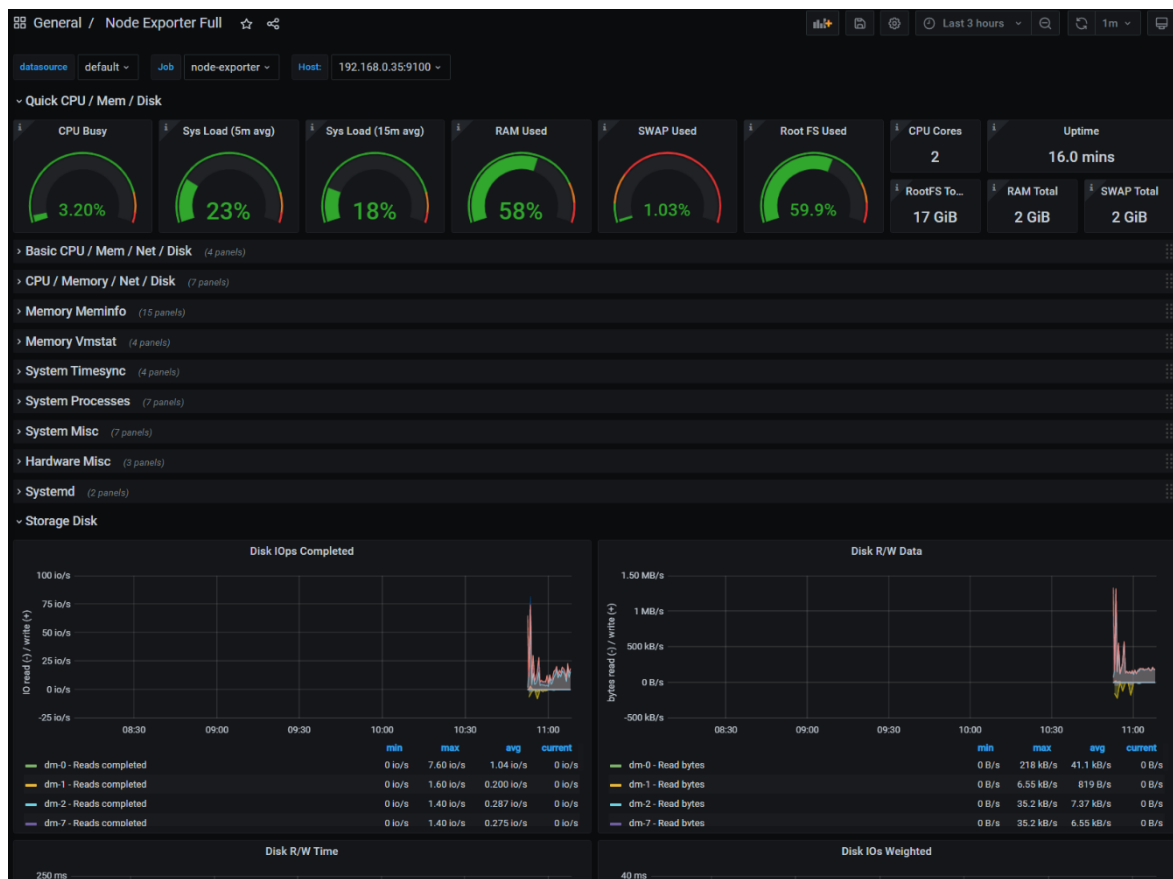 General / Node Exporter Full
Last 3 hours
1m
datasource default Job node-exporter Host: 192.168.0.35:9100
Quick CPU / Mem / Disk
CPU Busy
3.20%
Sys Load (5m avg)
23%
Sys Load (15m avg)
18%
RAM Used
58%
SWAP Used
1.03%
Root FS Used
59.9%
CPU Cores
2
Uptime
16.0 mins
RootFS To...
17 GiB
RAM Total
2 GiB
SWAP Total
2 GiB
Basic CPU / Mem / Net / Disk (4 panels)
CPU / Memory / Net / Disk (7 panels)
Memory Meminfo (15 panels)
Memory Vmstat (4 panels)
System Timesync (4 panels)
System Processes (7 panels)
System Misc (7 panels)
Hardware Misc (3 panels)
Systemd (2 panels)
Storage Disk
Disk IOps Completed
IO read (-) / write (+)
100 io/s
75 io/s
50 io/s
25 io/s
0 io/s
-25 io/s
08:30 09:00 09:30 10:00 10:30 11:00
min max avg current
dm-0 - Reads completed 0 io/s 7.60 io/s 1.04 io/s 0 io/s
dm-1 - Reads completed 0 io/s 1.60 io/s 0.200 io/s 0 io/s
dm-2 - Reads completed 0 io/s 1.40 io/s 0.287 io/s 0 io/s
dm-7 - Reads completed 0 io/s 1.40 io/s 0.275 io/s 0 io/s
Disk R/W Data
bytes read (-) / write (+)
1.50 MB/s
1 MB/s
500 kB/s
0 B/s
-500 kB/s
08:30 09:00 09:30 10:00 10:30 11:00
min max avg current
dm-0 - Read bytes 0 B/s 218 kB/s 41.1 kB/s 0 B/s
dm-1 - Read bytes 0 B/s 6.55 kB/s 819 B/s 0 B/s
dm-2 - Read bytes 0 B/s 35.2 kB/s 7.37 kB/s 0 B/s
dm-7 - Read bytes 0 B/s 35.2 kB/s 6.55 kB/s 0 B/s
Disk R/W Time
250 ms
Disk IOs Weighted
40 ms